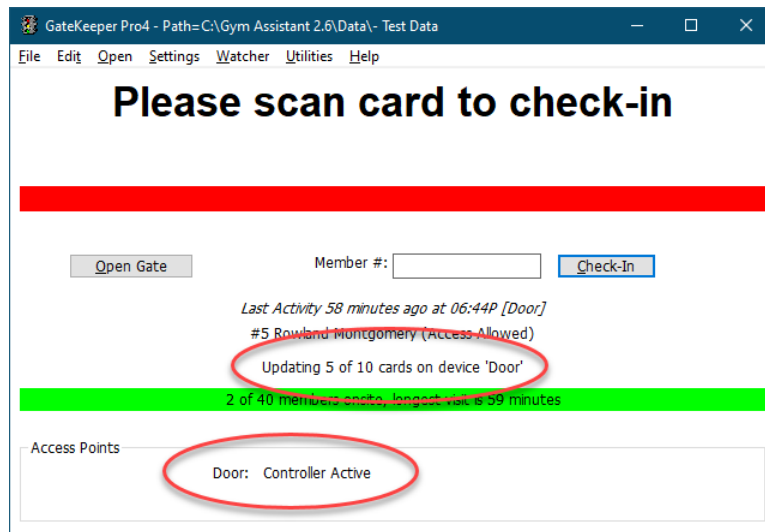 GateKeeper Pro4 - Path=C:\Gym Assistant 2.6\Data\- Test Data
File Edit Open Settings Watcher Utilities Help
Please scan card to check-in
Open Gate Member #: Check-In
Last Activity 58 minutes ago at 06:44P [Door]
#5 Rowland Montgomery (Access Allowed)
Updating 5 of 10 cards on device 'Door'
2 of 40 members onsite, longest visit is 59 minutes
Access Points
Door: Controller Active